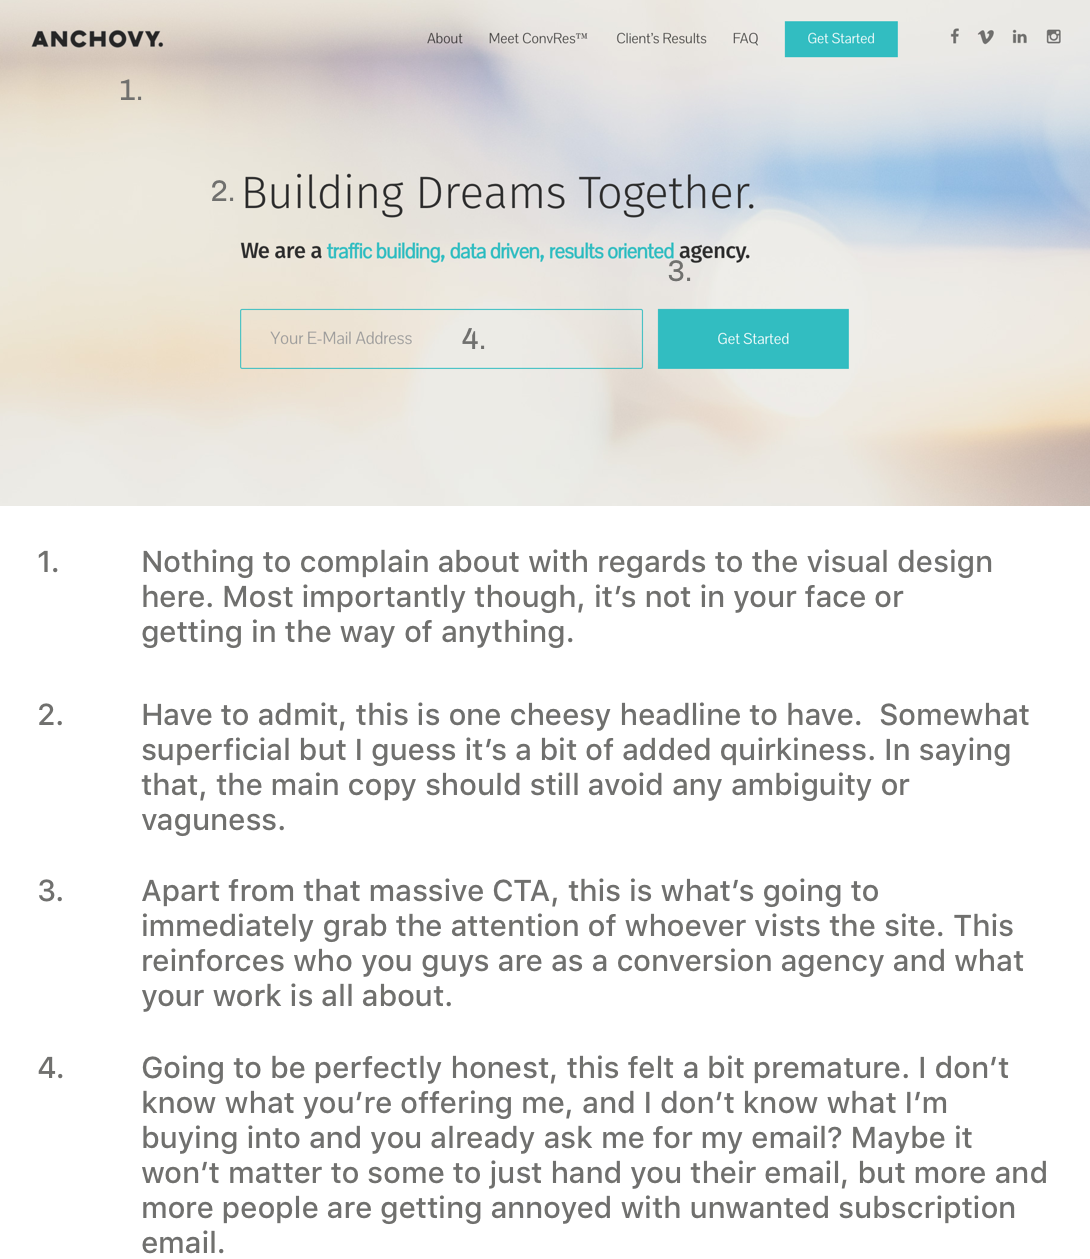 ANCHOVY.
About Meet ConvRes™ Client's Results FAQ Get Started
1.
2. Building Dreams Together.
We are a traffic building, data driven, results oriented agency.
3.
Your E-Mail Address 4. Get Started
1. Nothing to complain about with regards to the visual design
here. Most importantly though, it's not in your face or
getting in the way of anything.
2. Have to admit, this is one cheesy headline to have.  Somewhat
superficial but I guess it's a bit of added quirkiness. In saying
that, the main copy should still avoid any ambiguity or
vagueness.
3. Apart from that massive CTA, this is what's going to
immediately grab the attention of whoever vists the site. This
reinforces who you guys are as a conversion agency and what
your work is all about.
4. Going to be perfectly honest, this felt a bit premature. I don't
know what you're offering me, and I don't know what I'm
buying into and you already ask me for my email? Maybe it
won't matter to some to just hand you their email, but more and
more people are getting annoyed with unwanted subscription
email.